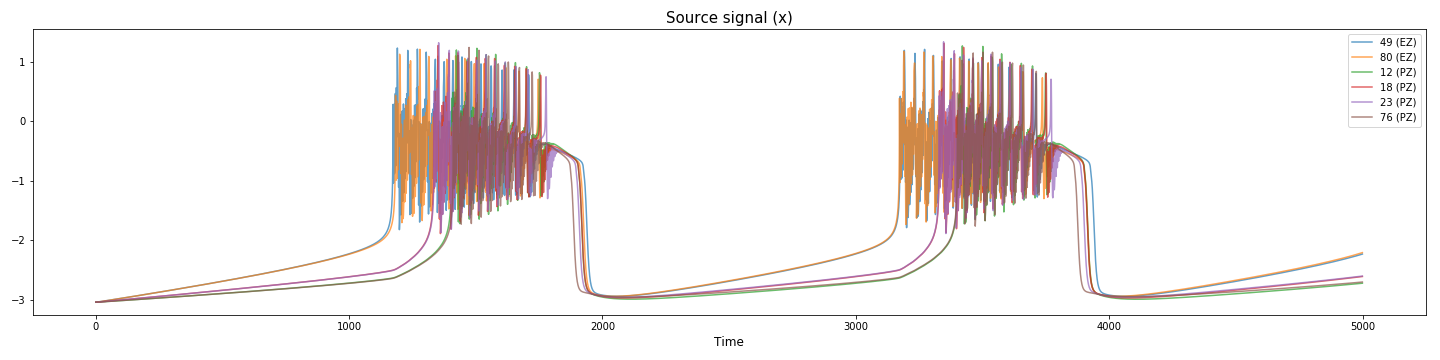 Source signal (x)
49 (EZ)
80 (EZ)
12 (PZ)
18 (PZ)
23 (PZ)
76 (PZ)
1
0
−1
−2
−3
0 1000 2000 3000 4000 5000
Time